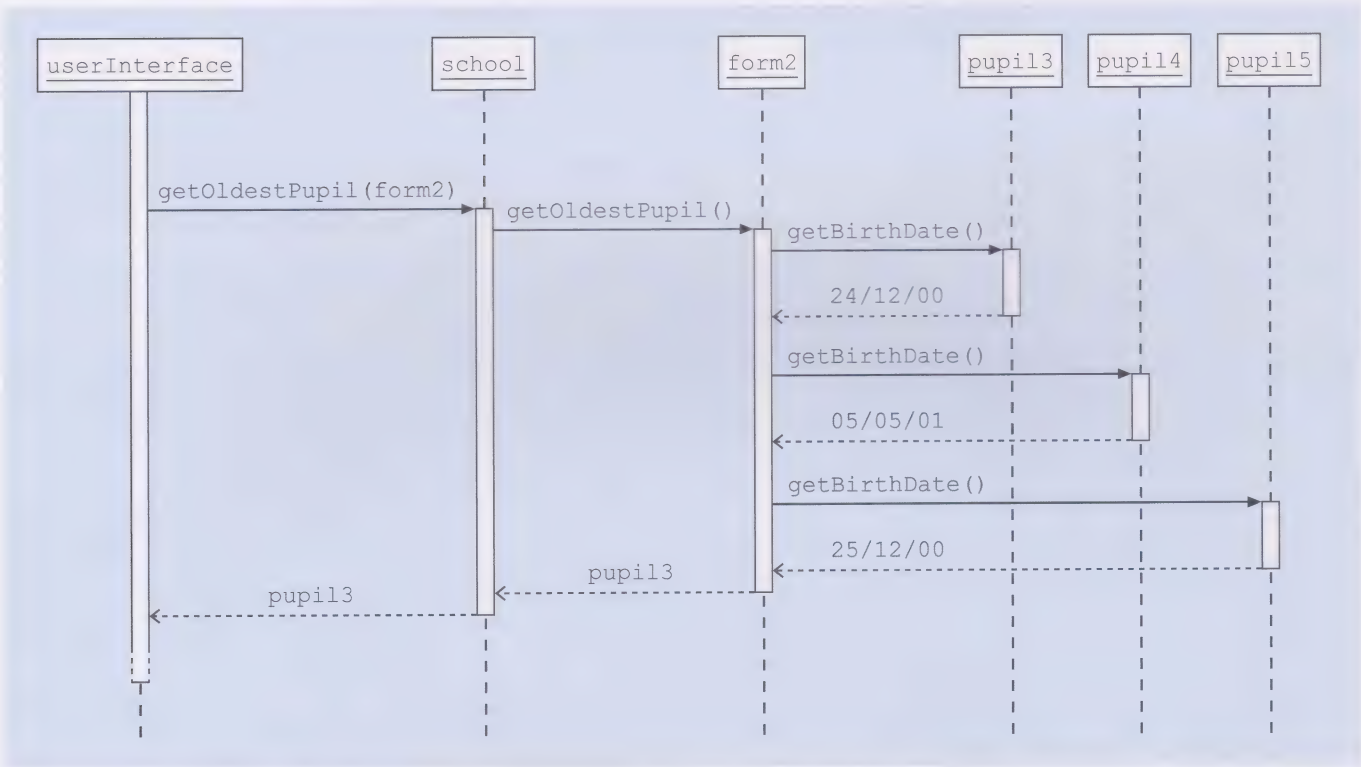 userInterface
school
form2
pupil3
pupil4
pupil5
getOldestPupil(form2)
getOldestPupil()
getBirthDate()
24/12/00
getBirthDate()
05/05/01
getBirthDate()
25/12/00
pupil3
pupil3